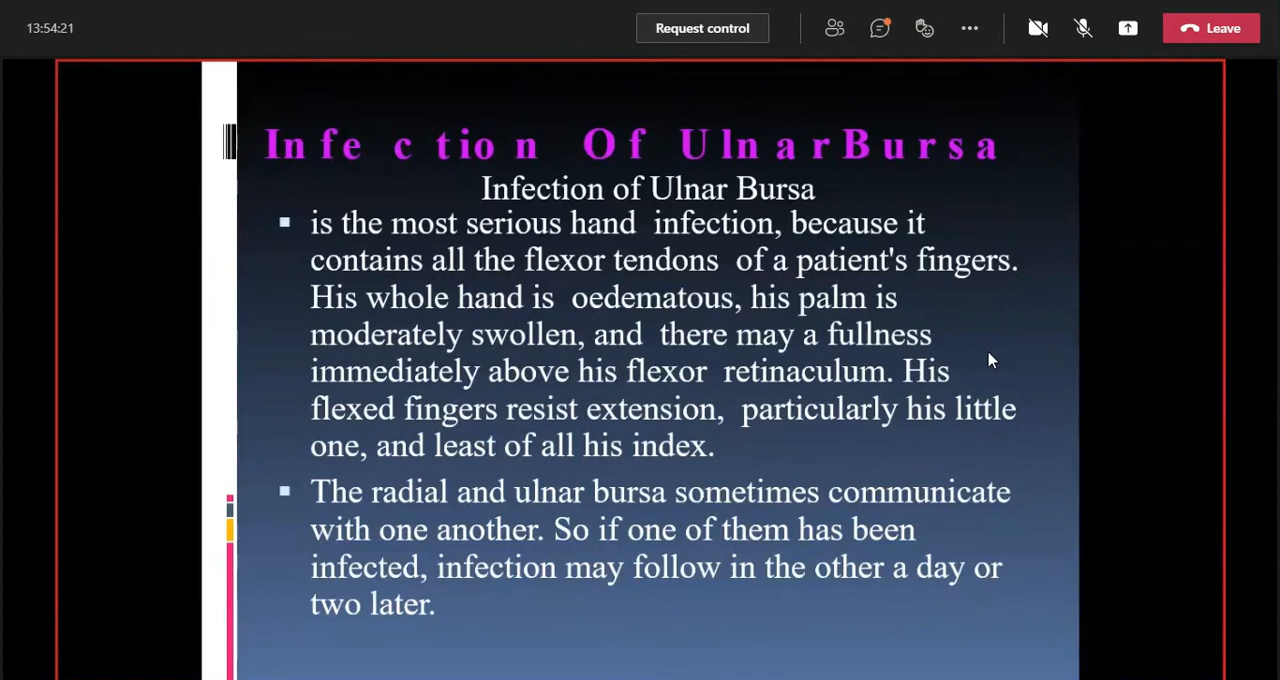 13:54:21
Request control
Leave
Infection Of Ulnar Bursa
Infection of Ulnar Bursa
is the most serious hand infection, because it
contains all the flexor tendons of a patient's fingers.
His whole hand is oedematous, his palm is
moderately swollen, and there may a fullness
immediately above his flexor retinaculum. His
flexed fingers resist extension, particularly his little
one, and least of all his index.
The radial and ulnar bursa sometimes communicate
with one another. So if one of them has been
infected, infection may follow in the other a day or
two later.